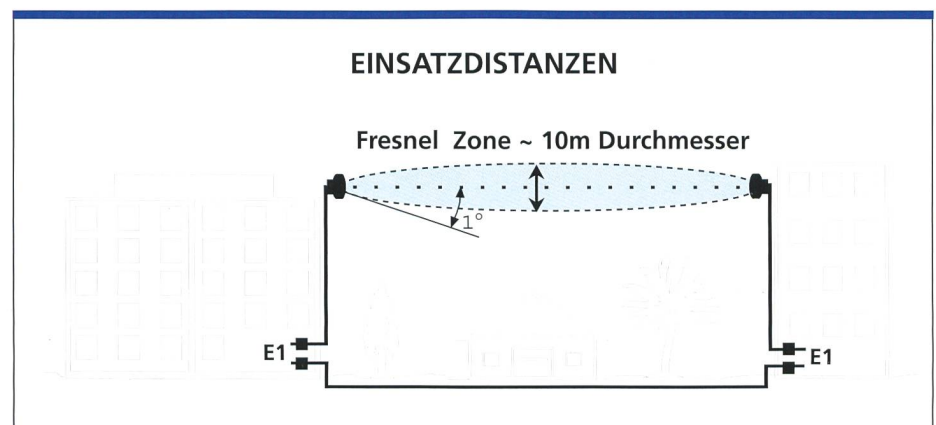 EINSATZDISTANZEN
Fresnel Zone ~ 10m Durchmesser
1°
E1
E1